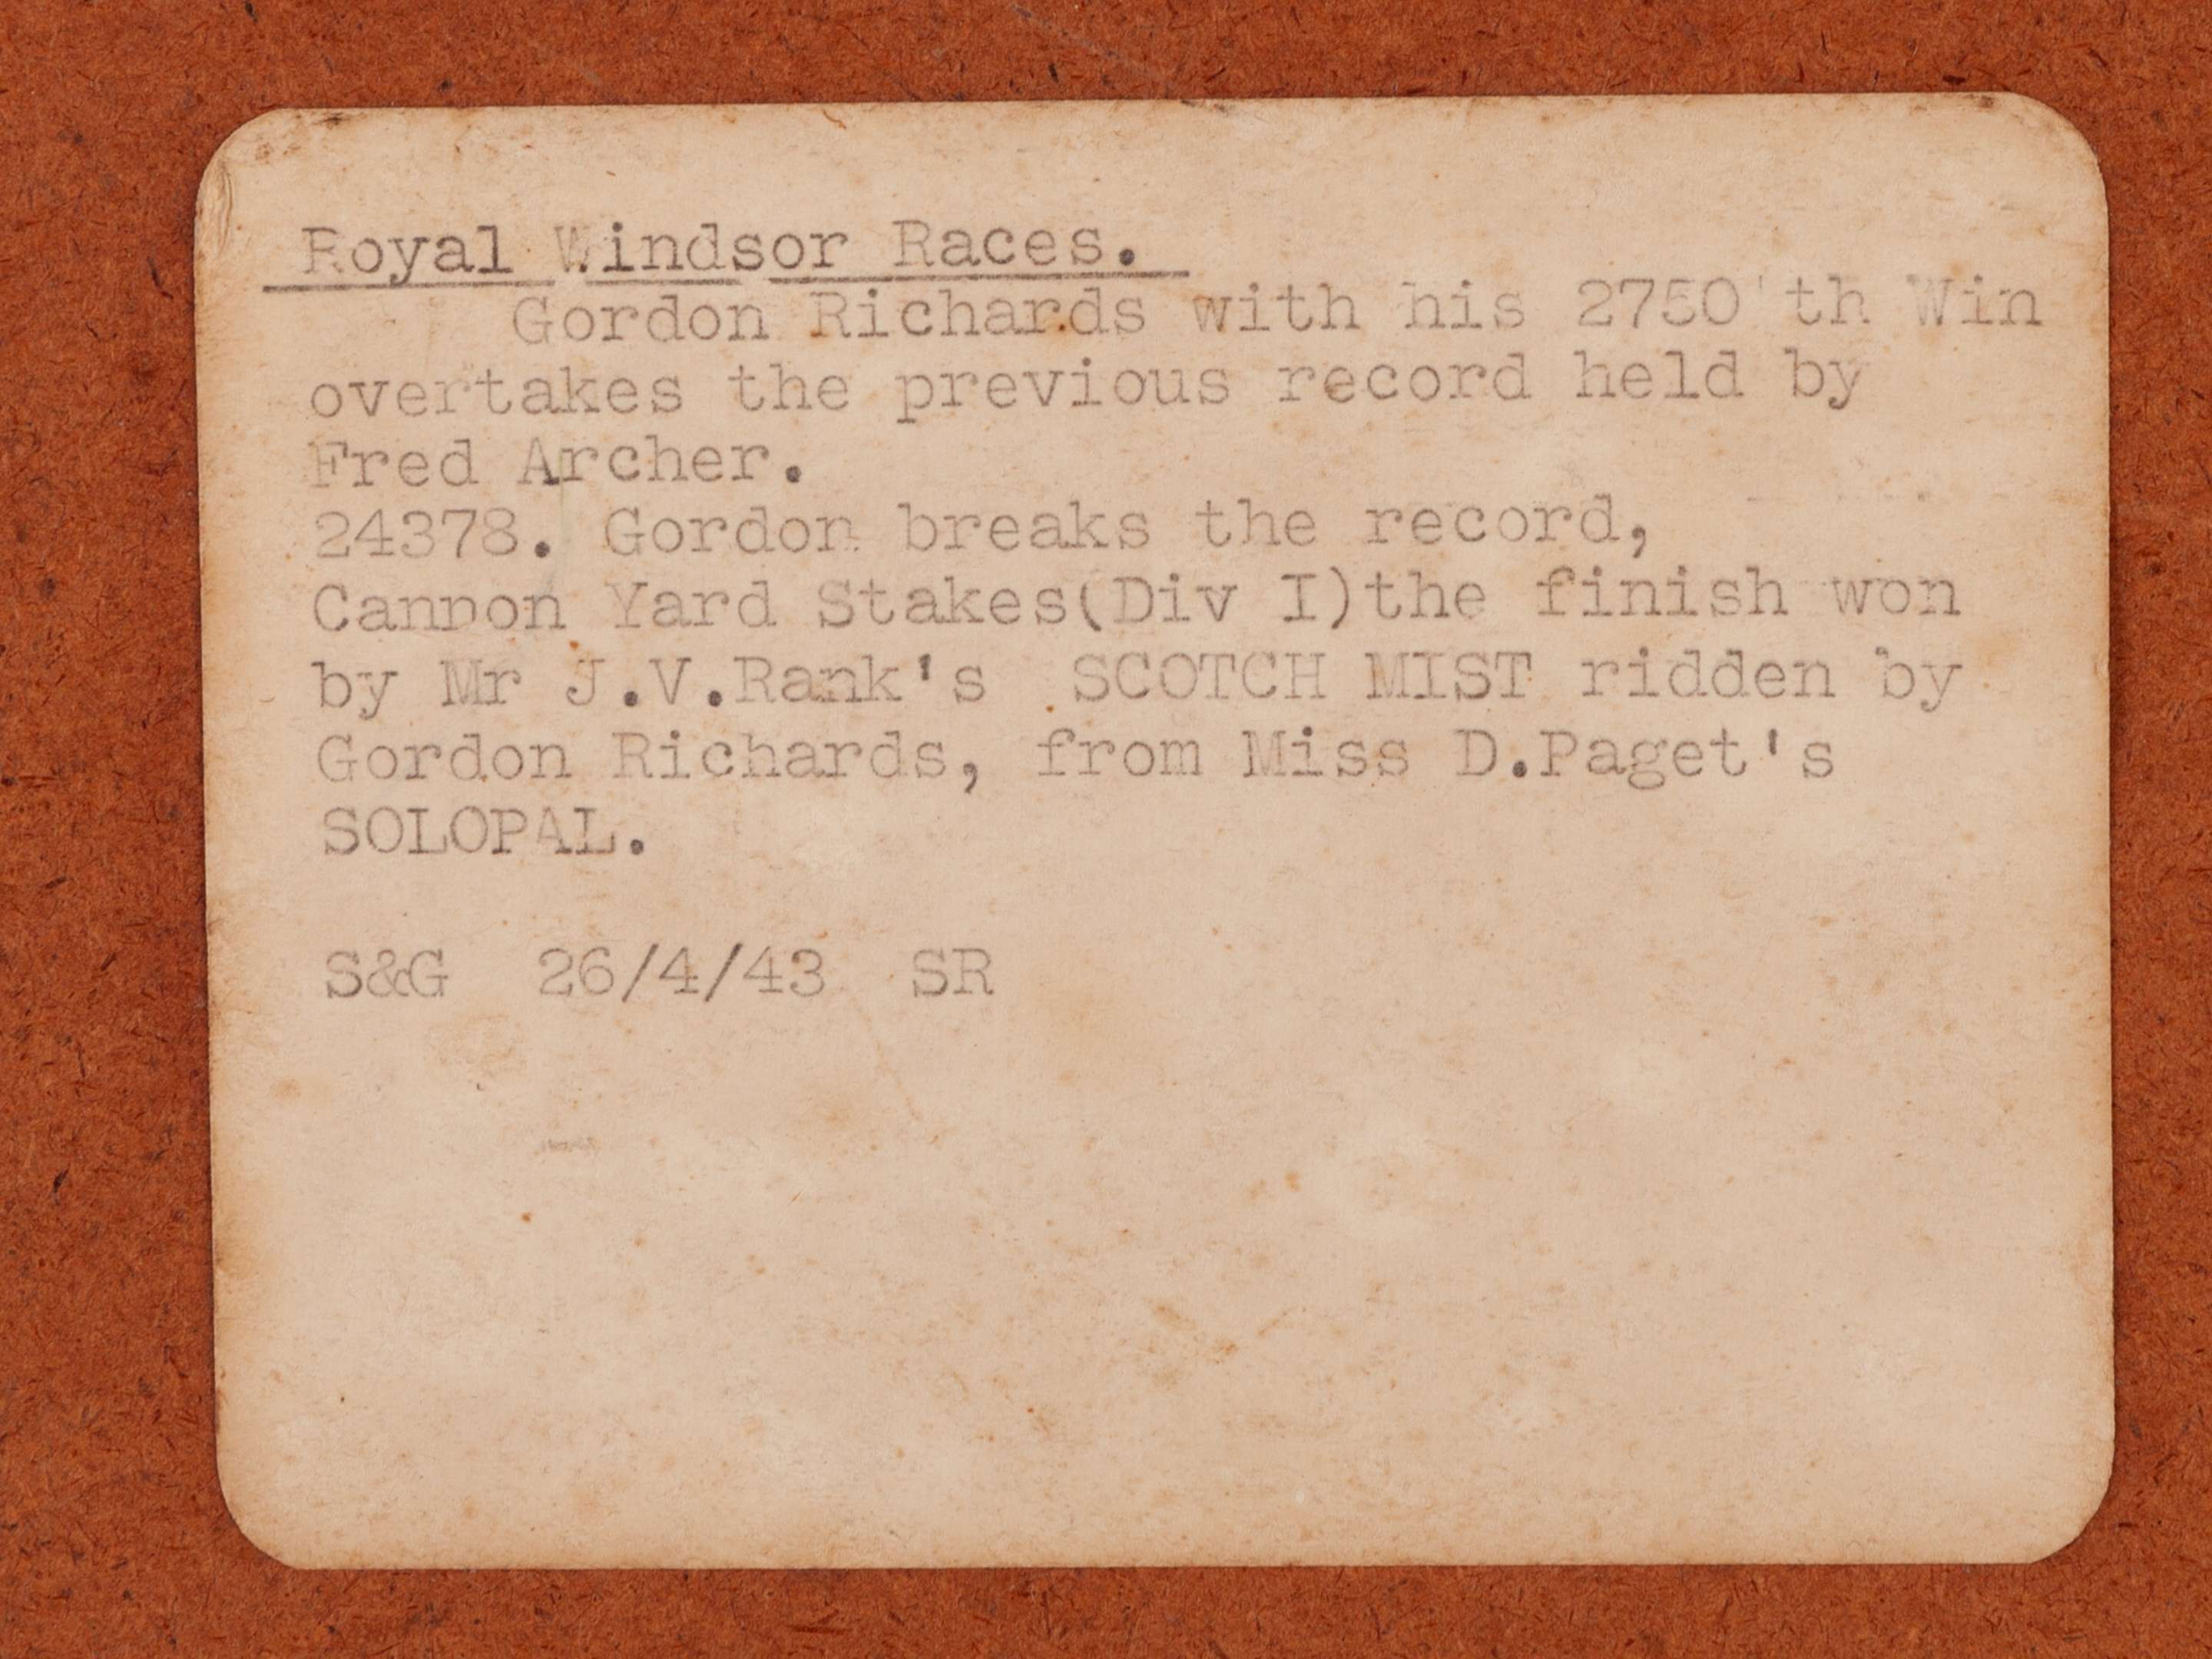 Royal Windsor Races.
Gordon Richards with his 2750'th Win
overtakes the previous record held by
Fred Archer.
24378. Gordon breaks the record,
Cannon Yard Stakes(Div I)the finish won
by Mr J.V.Rank's SCOTCH MIST ridden by
Gordon Richards, from Miss D.Paget's
SOLOPAL.
S&G 26/4/43 SR